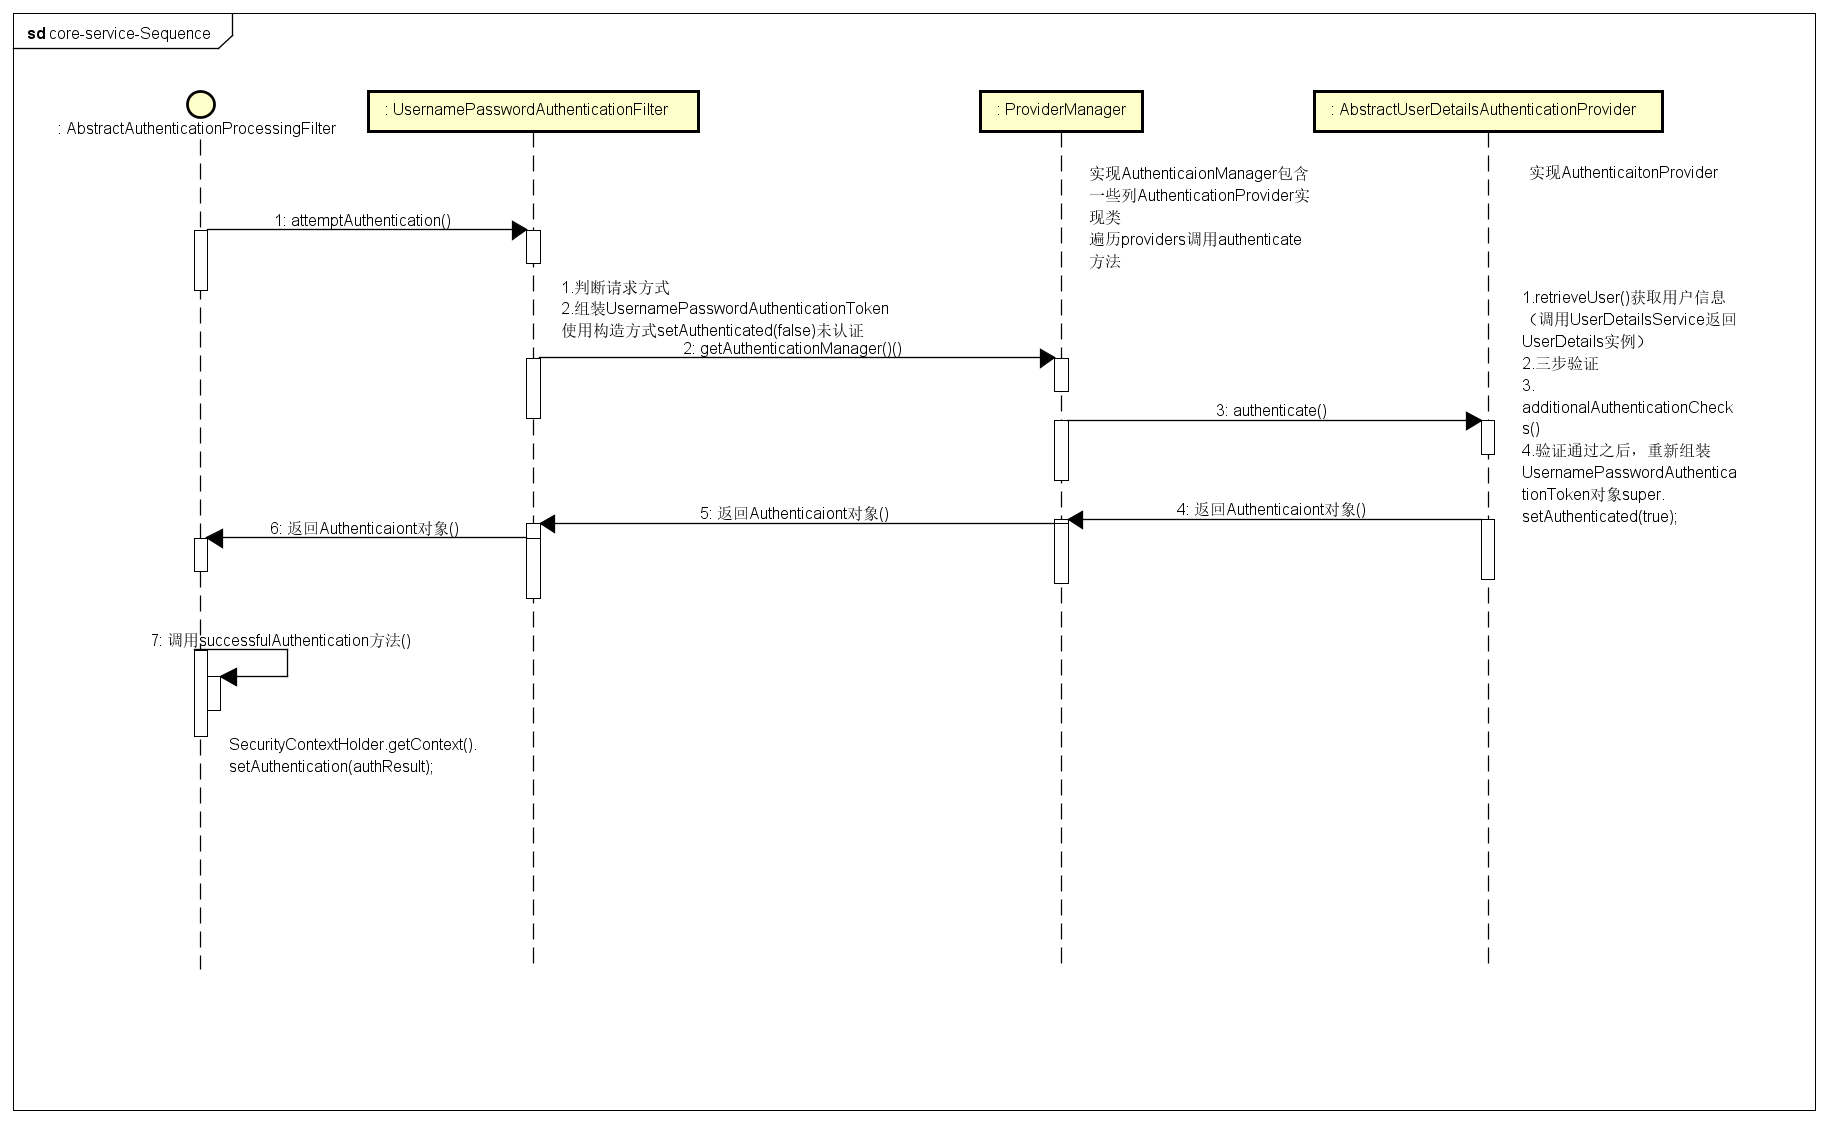 sd core-service-Sequence
: AbstractAuthenticationProcessingFilter
: UsernamePasswordAuthenticationFilter
: ProviderManager
: AbstractUserDetailsAuthenticationProvider
实现AuthenticaionManager包含
一些列AuthenticationProvider实
现类
遍历providers调用authenticate
方法
实现AuthenticaitonProvider
1: attemptAuthentication()
1.判断请求方式
2.组装UsernamePasswordAuthenticationToken
使用构造方式setAuthenticated(false)未认证
2: getAuthenticationManager()()
1.retrieveUser()获取用户信息
（调用UserDetailsService返回
UserDetails实例）
2.三步验证
3.
additionalAuthenticationCheck
s()
4.验证通过之后，重新组装
UsernamePasswordAuthentica
tionToken对象super.
setAuthenticated(true);
3: authenticate()
4: 返回Authenticaiont对象()
5: 返回Authenticaiont对象()
6: 返回Authenticaiont对象()
7: 调用successfulAuthentication方法()
SecurityContextHolder.getContext().
setAuthentication(authResult);